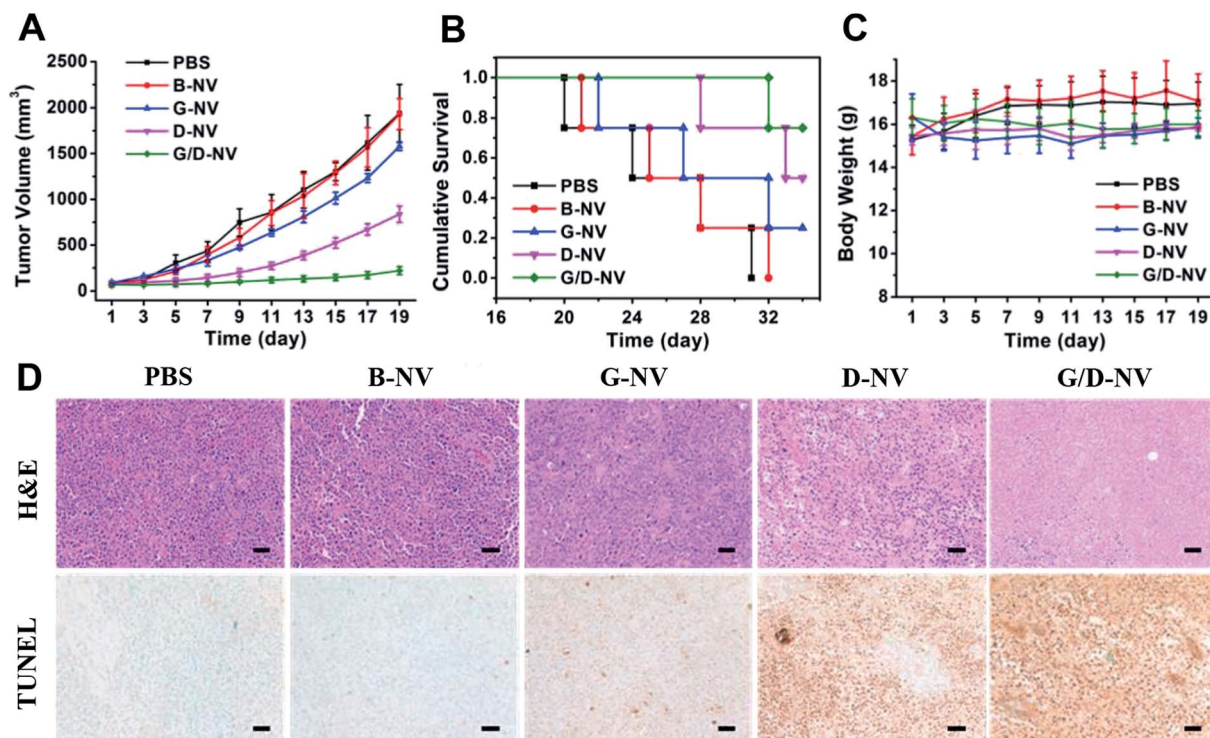 A
Tumor Volume (mm³)
2500
2000
1500
1000
500
0
PBS
B-NV
G-NV
D-NV
G/D-NV
1 3 5 7 9 11 13 15 17 19
Time (day)
B
Cumulative Survival
1.0
0.8
0.6
0.4
0.2
0.0
PBS
B-NV
G-NV
D-NV
G/D-NV
16 20 24 28 32
Time (day)
C
Body Weight (g)
18
16
14
12
10
8
PBS
B-NV
G-NV
D-NV
G/D-NV
1 3 5 7 9 11 13 15 17 19
Time (day)
D
PBS B-NV G-NV D-NV G/D-NV
H&E
TUNEL